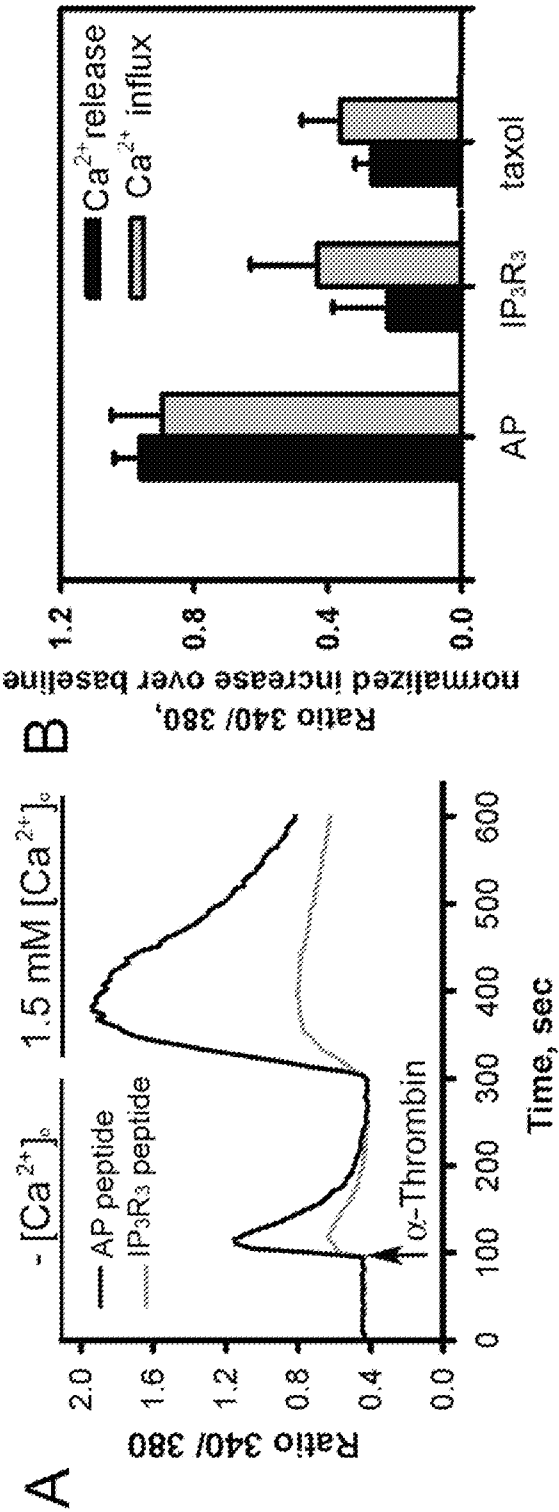 A
- [Ca²⁺]ₒ 1.5 mM [Ca²⁺]ₒ
AP peptide
IP₃R₃ peptide
α-Thrombin
Ratio 340/ 380
2.0
1.6
1.2
0.8
0.4
0.0
0 100 200 300 400 500 600
Time, sec
B
Ca²⁺ release
Ca²⁺ influx
Ratio 340/ 380,
normalized increase over baseline
1.2
0.8
0.4
0.0
AP IP₃R₃ taxol